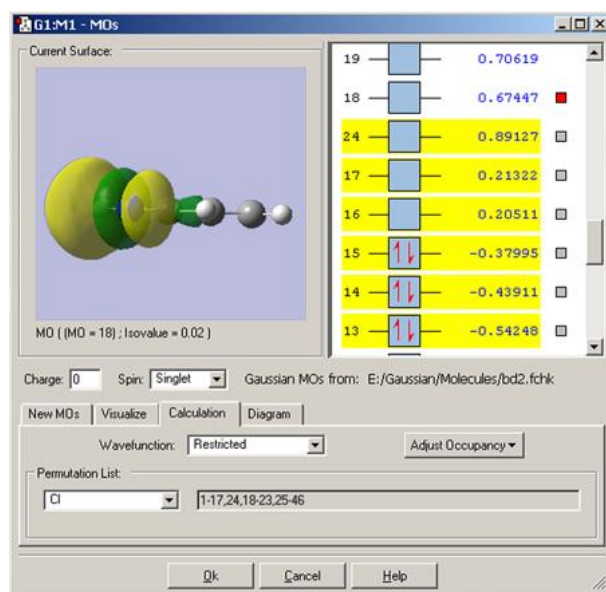 G1:M1 - MOs
Current Surface:
MO ( (MO = 18) ; Isovalue = 0.02 )
19 0.70619
18 0.67447
24 0.89127
17 0.21322
16 0.20511
15 -0.37995
14 -0.43911
13 -0.54248
Charge: 0 Spin: Singlet Gaussian MOs from: E:/Gaussian/Molecules/bd2.fchk
New MOs Visualize Calculation Diagram
Wavefunction: Restricted Adjust Occupancy
Permutation List:
CI 1-17,24,18-23,25-46
Ok Cancel Help